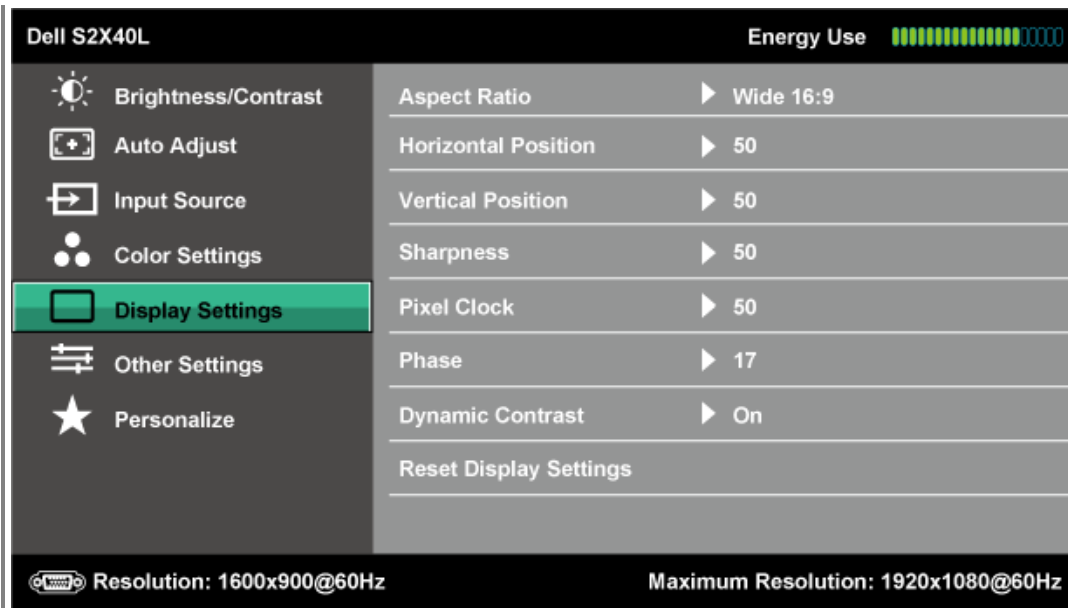 Dell S2X40L Energy Use
Brightness/Contrast
Auto Adjust
Input Source
Color Settings
Display Settings
Other Settings
Personalize
Aspect Ratio Wide 16:9
Horizontal Position 50
Vertical Position 50
Sharpness 50
Pixel Clock 50
Phase 17
Dynamic Contrast On
Reset Display Settings
Resolution: 1600x900@60Hz Maximum Resolution: 1920x1080@60Hz